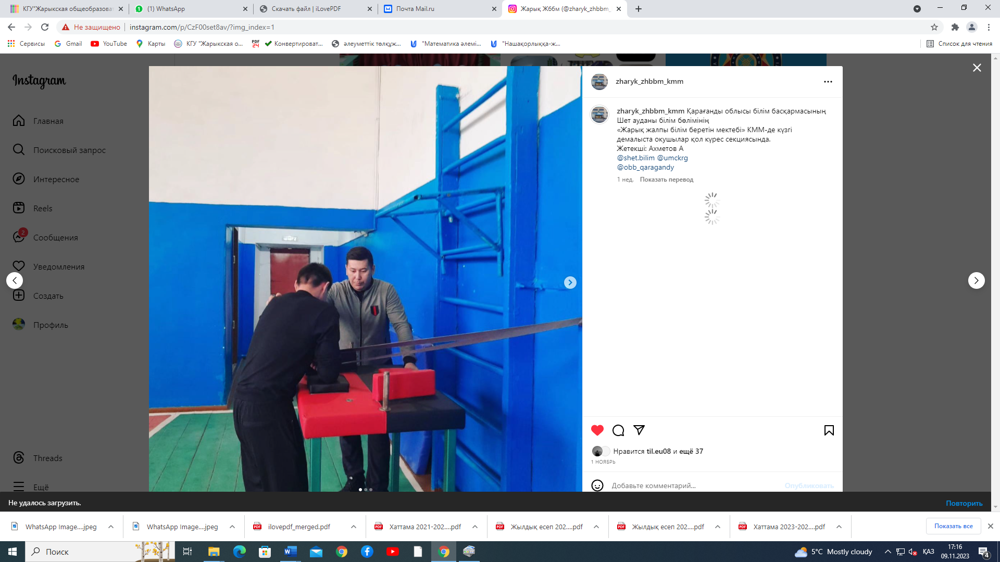 КГУ"Жарыкская общеобразоват
(1) WhatsApp
Скачать файл | iLovePDF
Почта Mail.ru
Жарық Жббм (@zharyk_zhbbm_
Не защищено
instagram.com/p/CzF00set8av/?img_index=1
Сервисы
Gmail
YouTube
Карты
КГУ "Жарыкская о...
PDF 24
Конвертироват...
әлеуметтік төлқұж...
"Математика әлемі...
"Нашақорлыққа-ж...
Список для чтения
Instagram
Главная
Поисковый запрос
Интересное
Reels
2
Сообщения
Уведомления
Создать
Профиль
Threads
Ещё
zharyk_zhbbm_kmm
zharyk_zhbbm_kmm Қарағанды облысы білім басқармасының
Шет ауданы білім бөлімінің
«Жарық жалпы білім беретін мектебі» КММ-де күзгі
демалыста окушылар қол күрес секциясында.
Жетекші: Ахметов А
@shet.bilim @umckrg
@obb_qaragandy
1 нед. Показать перевод
Нравится til.eu08 и ещё 37
1 НОЯБРЬ
Добавьте комментарий...
Опубликовать
Не удалось загрузить.
Повторить
WhatsApp Image....jpeg
WhatsApp Image....jpeg
ilovepdf_merged.pdf
Хаттама 2021-202....pdf
Жылдық есеп 202....pdf
Жылдық есеп 202....pdf
Хаттама 2023-202....pdf
Показать все
Поиск
5°C Mostly cloudy
ҚАЗ
17:16
09.11.2023
4